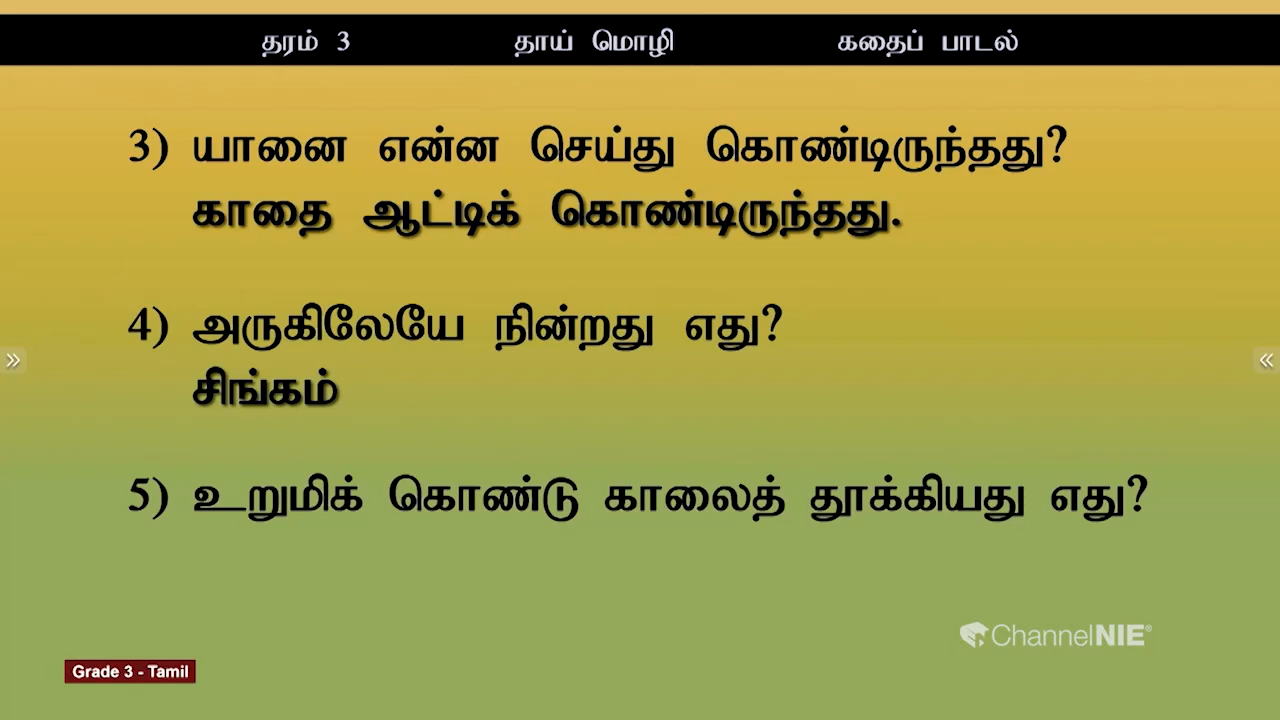 தரம் 3 தாய் மொழி கதைப் பாடல்
3) யானை என்ன செய்து கொண்டிருந்தது?
காதை ஆட்டிக் கொண்டிருந்தது.
4) அருகிலேயே நின்றது எது?
சிங்கம்
5) உறுமிக் கொண்டு காலைத் தூக்கியது எது?
ChannelNIE®
Grade 3 - Tamil